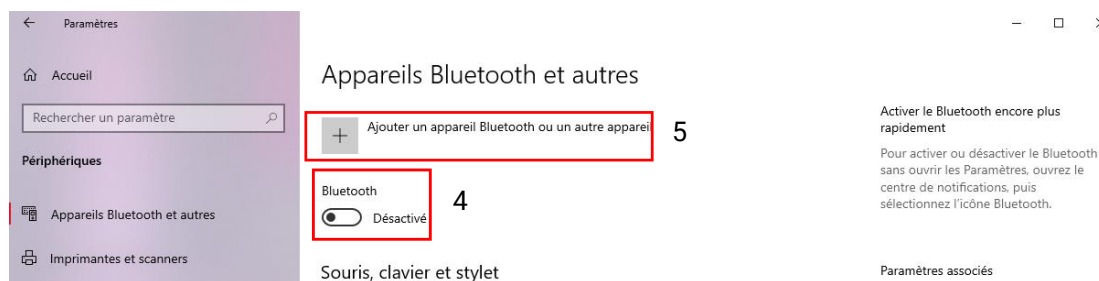 Paramètres
Accueil
Rechercher un paramètre
Périphériques
Appareils Bluetooth et autres
Imprimantes et scanners
Appareils Bluetooth et autres
Ajouter un appareil Bluetooth ou un autre appareil
5
Bluetooth
Désactivé
4
Souris, clavier et stylet
Activer le Bluetooth encore plus
rapidement
Pour activer ou désactiver le Bluetooth
sans ouvrir les Paramètres, ouvrez le
centre de notifications, puis
sélectionnez l'icône Bluetooth.
Paramètres associés